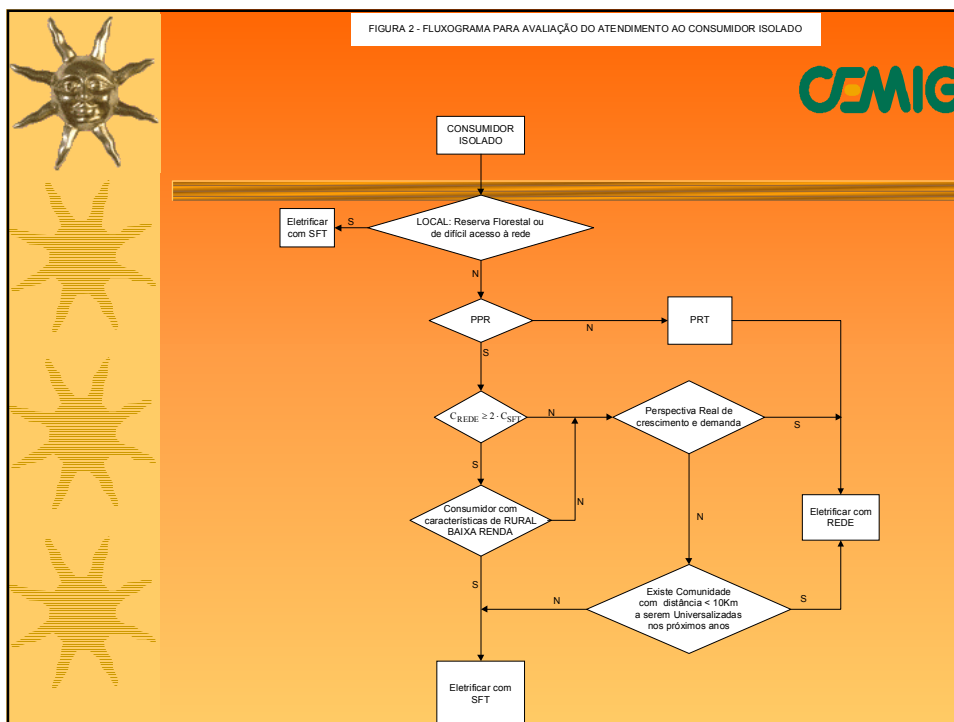 FIGURA 2 - FLUXOGRAMA PARA AVALIAÇÃO DO ATENDIMENTO AO CONSUMIDOR ISOLADO
CEMIG
CONSUMIDOR
ISOLADO
LOCAL: Reserva Florestal ou
de difícil acesso à rede
S
Eletrificar
com SFT
N
PPR
N
PRT
S
C_REDE ≥ 2 · C_SFT
N
Perspectiva Real de
crescimento e demanda
S
S
N
Consumidor com
características de RURAL
BAIXA RENDA
N
Eletrificar com
REDE
S
N
Existe Comunidade
com distância < 10Km
a serem Universalizadas
nos próximos anos
S
Eletrificar com
SFT